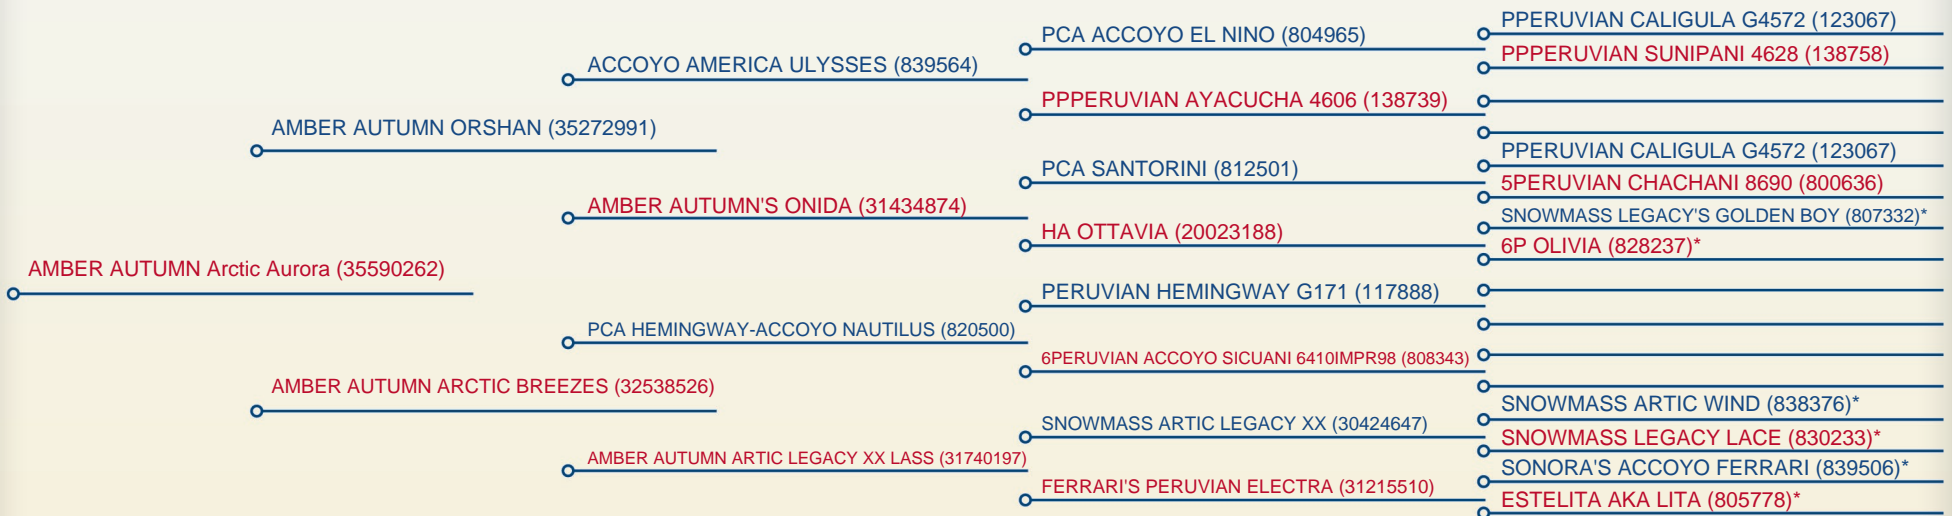 PPERUVIAN CALIGULA G4572 (123067)
PCA ACCOYO EL NINO (804965)
PPPERUVIAN SUNIPANI 4628 (138758)
ACCOYO AMERICA ULYSSES (839564)
PPPERUVIAN AYACUCHA 4606 (138739)
AMBER AUTUMN ORSHAN (35272991)
PPERUVIAN CALIGULA G4572 (123067)
PCA SANTORINI (812501)
5PERUVIAN CHACHANI 8690 (800636)
AMBER AUTUMN'S ONIDA (31434874)
SNOWMASS LEGACY'S GOLDEN BOY (807332)*
HA OTTAVIA (20023188)
6P OLIVIA (828237)*
AMBER AUTUMN Arctic Aurora (35590262)
PERUVIAN HEMINGWAY G171 (117888)
PCA HEMINGWAY-ACCOYO NAUTILUS (820500)
6PERUVIAN ACCOYO SICUANI 6410IMPR98 (808343)
AMBER AUTUMN ARCTIC BREEZES (32538526)
SNOWMASS ARTIC WIND (838376)*
SNOWMASS ARTIC LEGACY XX (30424647)
SNOWMASS LEGACY LACE (830233)*
AMBER AUTUMN ARTIC LEGACY XX LASS (31740197)
SONORA'S ACCOYO FERRARI (839506)*
FERRARI'S PERUVIAN ELECTRA (31215510)
ESTELITA AKA LITA (805778)*